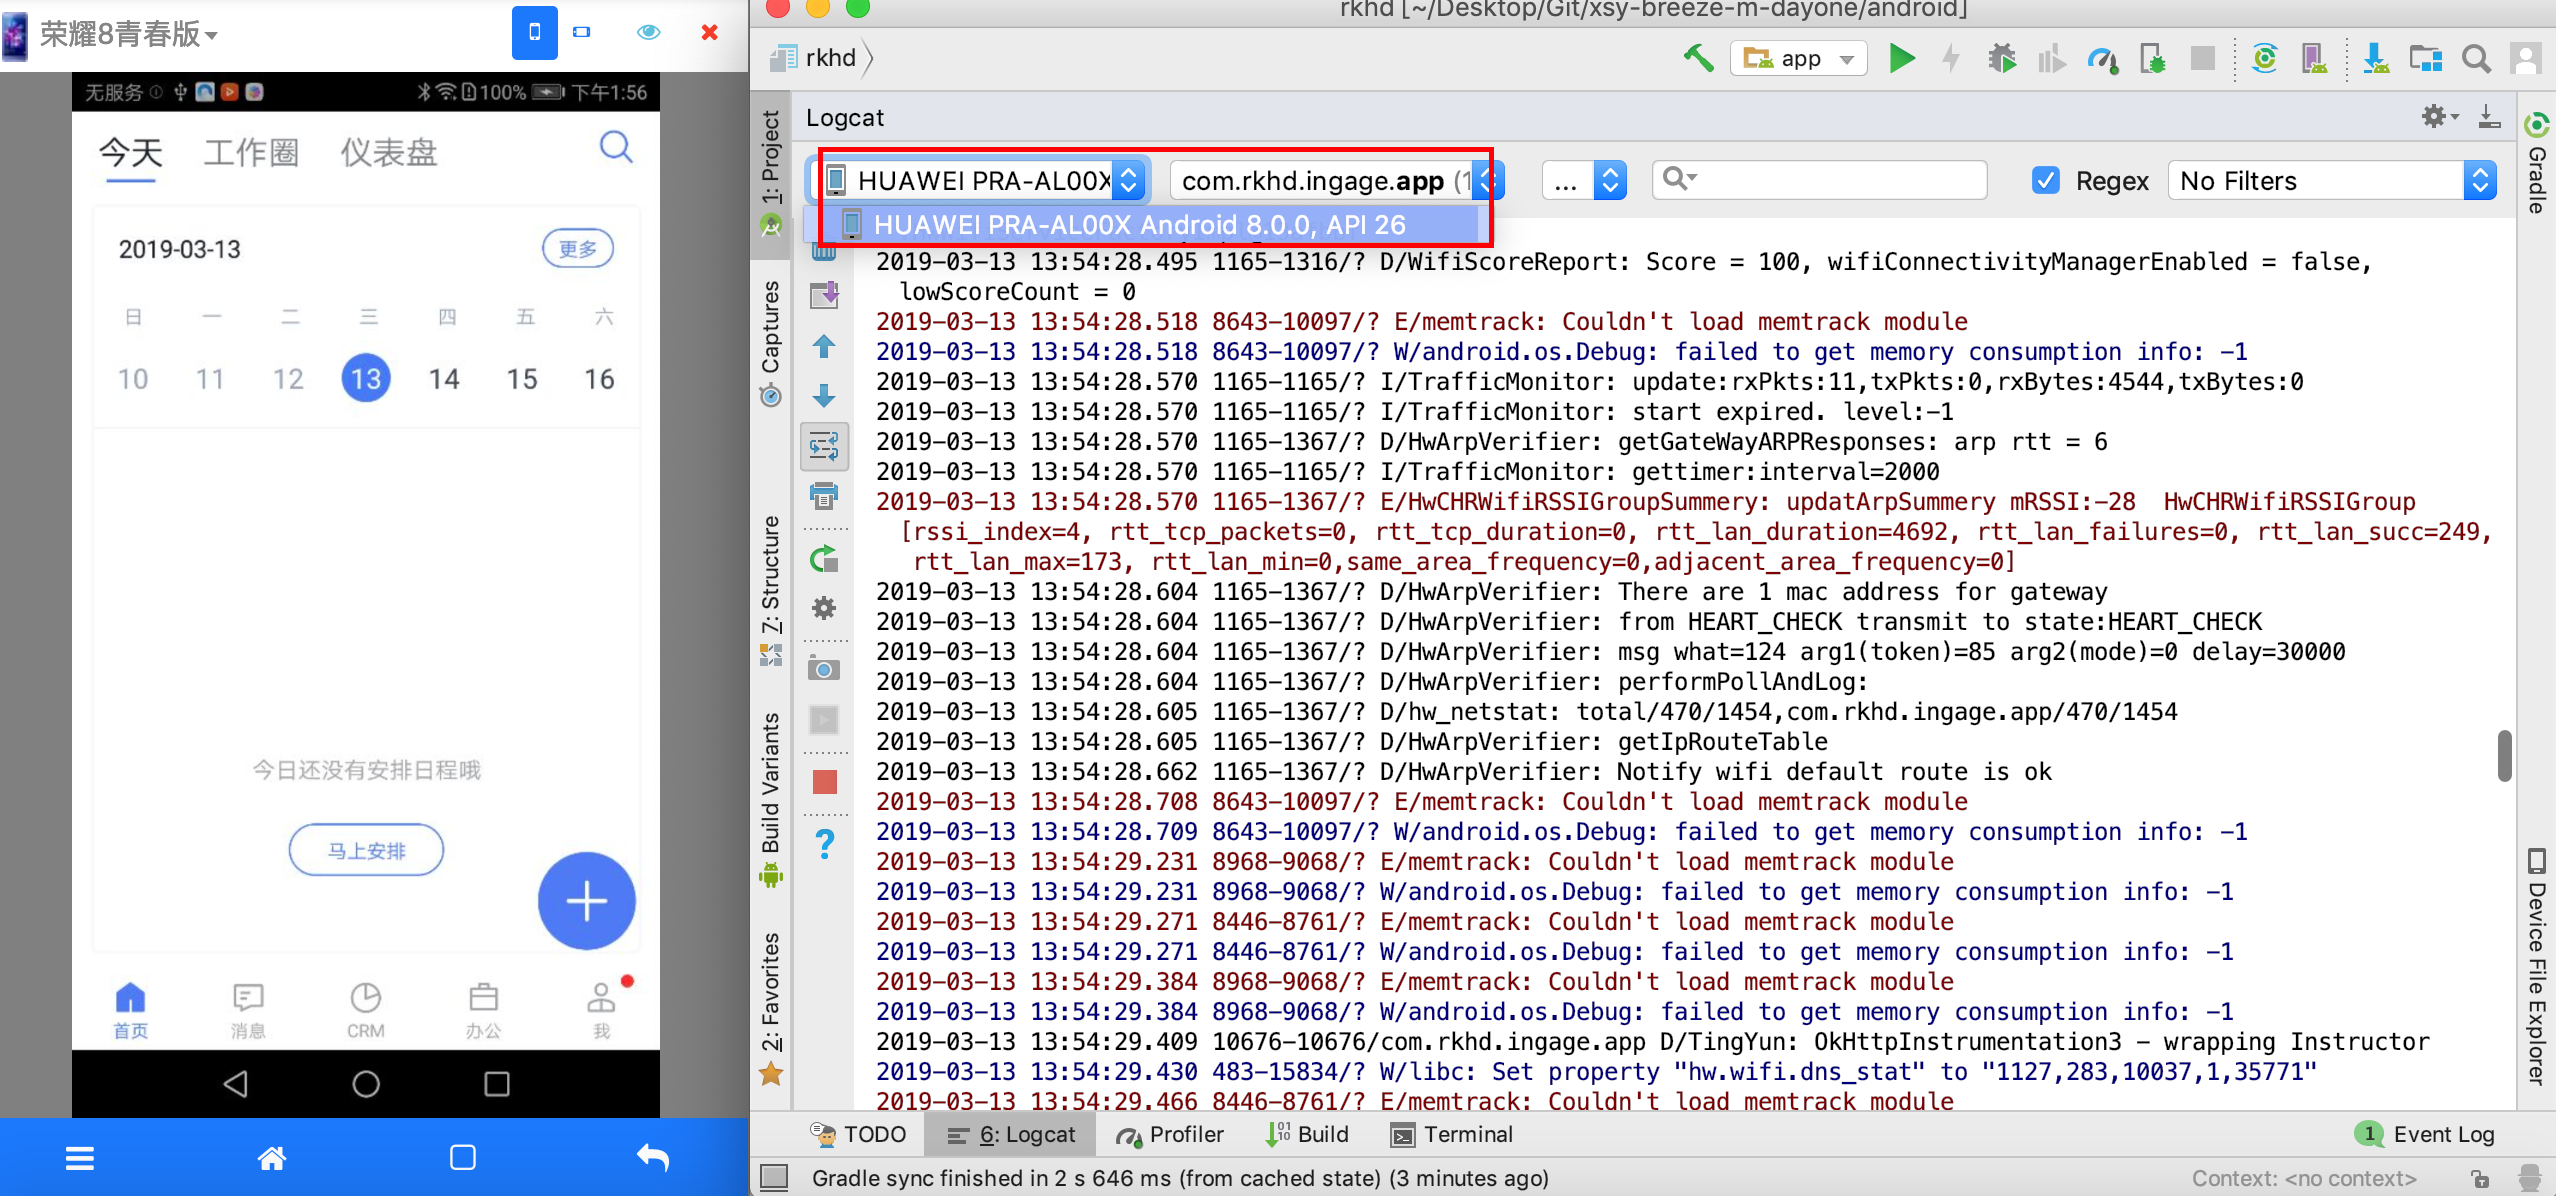 荣耀8青春版
无服务
100%
下午1:56
今天 工作圈 仪表盘
2019-03-13 更多
日 一 二 三 四 五 六
10 11 12 13 14 15 16
今日还没有安排日程哦
马上安排
首页 消息 CRM 办公 我
rkhd [~/Desktop/Git/xsy-breeze-m-dayone/android]
rkhd
app
Logcat
HUAWEI PRA-AL00X
com.rkhd.ingage.app (1
...
Regex
No Filters
HUAWEI PRA-AL00X Android 8.0.0, API 26
2019-03-13 13:54:28.495 1165-1316/? D/WifiScoreReport: Score = 100, wifiConnectivityManagerEnabled = false,
lowScoreCount = 0
2019-03-13 13:54:28.518 8643-10097/? E/memtrack: Couldn't load memtrack module
2019-03-13 13:54:28.518 8643-10097/? W/android.os.Debug: failed to get memory consumption info: -1
2019-03-13 13:54:28.570 1165-1165/? I/TrafficMonitor: update:rxPkts:11,txPkts:0,rxBytes:4544,txBytes:0
2019-03-13 13:54:28.570 1165-1165/? I/TrafficMonitor: start expired. level:-1
2019-03-13 13:54:28.570 1165-1367/? D/HwArpVerifier: getGateWayARPResponses: arp rtt = 6
2019-03-13 13:54:28.570 1165-1165/? I/TrafficMonitor: gettimer:interval=2000
2019-03-13 13:54:28.570 1165-1367/? E/HwCHRWifiRSSIGroupSummery: updatArpSummery mRSSI:-28  HwCHRWifiRSSIGroup
[rssi_index=4, rtt_tcp_packets=0, rtt_tcp_duration=0, rtt_lan_duration=4692, rtt_lan_failures=0, rtt_lan_succ=249,
rtt_lan_max=173, rtt_lan_min=0,same_area_frequency=0,adjacent_area_frequency=0]
2019-03-13 13:54:28.604 1165-1367/? D/HwArpVerifier: There are 1 mac address for gateway
2019-03-13 13:54:28.604 1165-1367/? D/HwArpVerifier: from HEART_CHECK transmit to state:HEART_CHECK
2019-03-13 13:54:28.604 1165-1367/? D/HwArpVerifier: msg what=124 arg1(token)=85 arg2(mode)=0 delay=30000
2019-03-13 13:54:28.604 1165-1367/? D/HwArpVerifier: performPollAndLog:
2019-03-13 13:54:28.605 1165-1367/? D/hw_netstat: total/470/1454,com.rkhd.ingage.app/470/1454
2019-03-13 13:54:28.605 1165-1367/? D/HwArpVerifier: getIpRouteTable
2019-03-13 13:54:28.662 1165-1367/? D/HwArpVerifier: Notify wifi default route is ok
2019-03-13 13:54:28.708 8643-10097/? E/memtrack: Couldn't load memtrack module
2019-03-13 13:54:28.709 8643-10097/? W/android.os.Debug: failed to get memory consumption info: -1
2019-03-13 13:54:29.231 8968-9068/? E/memtrack: Couldn't load memtrack module
2019-03-13 13:54:29.231 8968-9068/? W/android.os.Debug: failed to get memory consumption info: -1
2019-03-13 13:54:29.271 8446-8761/? E/memtrack: Couldn't load memtrack module
2019-03-13 13:54:29.271 8446-8761/? W/android.os.Debug: failed to get memory consumption info: -1
2019-03-13 13:54:29.384 8968-9068/? E/memtrack: Couldn't load memtrack module
2019-03-13 13:54:29.384 8968-9068/? W/android.os.Debug: failed to get memory consumption info: -1
2019-03-13 13:54:29.409 10676-10676/com.rkhd.ingage.app D/TingYun: OkHttpInstrumentation3 - wrapping Instructor
2019-03-13 13:54:29.430 483-15834/? W/libc: Set property "hw.wifi.dns_stat" to "1127,283,10037,1,35771"
2019-03-13 13:54:29.466 8446-8761/? E/memtrack: Couldn't load memtrack module
1: Project
Captures
7: Structure
Build Variants
2: Favorites
Gradle
Device File Explorer
TODO
6: Logcat
Profiler
Build
Terminal
1 Event Log
Gradle sync finished in 2 s 646 ms (from cached state) (3 minutes ago)
Context: <no context>